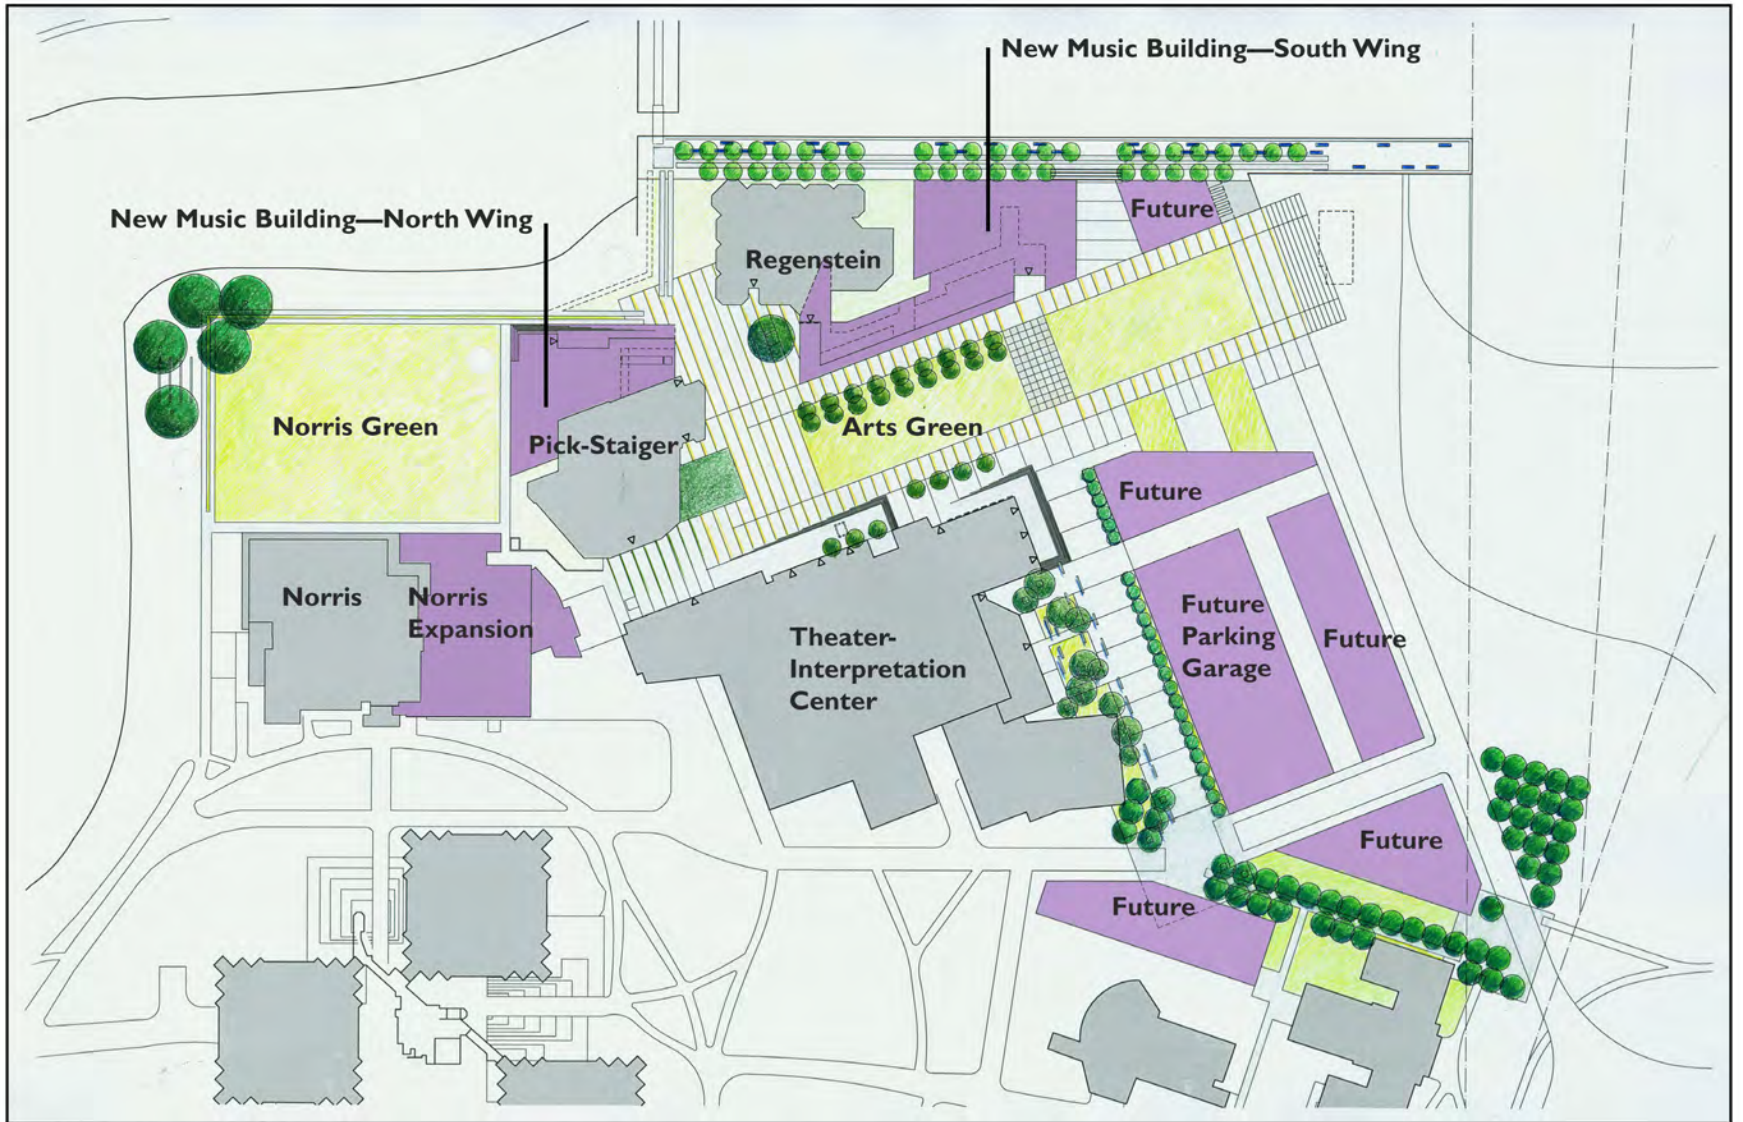 New Music Building—South Wing
New Music Building—North Wing
Future
Regenstein
Norris Green
Arts Green
Pick-Staiger
Future
Norris
Norris
Expansion
Theater-
Interpretation
Center
Future
Parking
Garage
Future
Future
Future